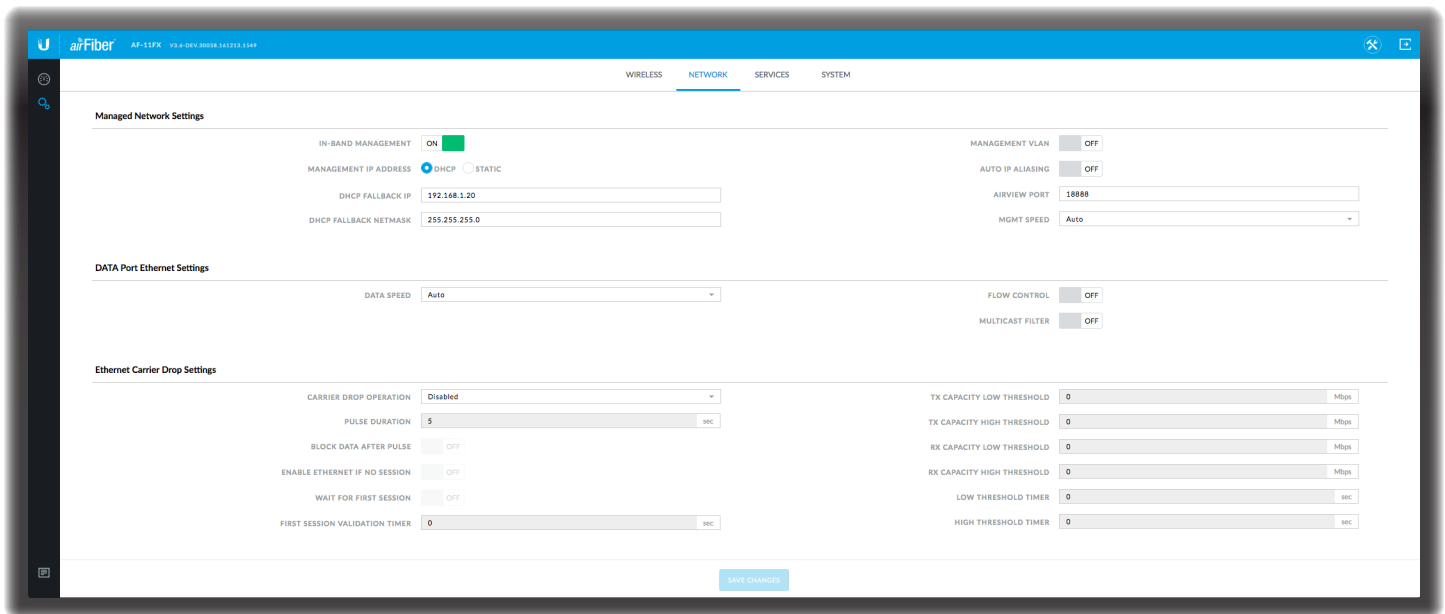 airFiber AF-11FX V3.6-DEV.30058.161213.1549
WIRELESS NETWORK SERVICES SYSTEM
Managed Network Settings
IN-BAND MANAGEMENT ON MANAGEMENT VLAN OFF
MANAGEMENT IP ADDRESS DHCP STATIC AUTO IP ALIASING OFF
DHCP FALLBACK IP 192.168.1.20 AIRVIEW PORT 18888
DHCP FALLBACK NETMASK 255.255.255.0 MGMT SPEED Auto
DATA Port Ethernet Settings
DATA SPEED Auto FLOW CONTROL OFF
MULTICAST FILTER OFF
Ethernet Carrier Drop Settings
CARRIER DROP OPERATION Disabled TX CAPACITY LOW THRESHOLD 0 Mbps
PULSE DURATION 5 sec TX CAPACITY HIGH THRESHOLD 0 Mbps
BLOCK DATA AFTER PULSE OFF RX CAPACITY LOW THRESHOLD 0 Mbps
ENABLE ETHERNET IF NO SESSION OFF RX CAPACITY HIGH THRESHOLD 0 Mbps
WAIT FOR FIRST SESSION OFF LOW THRESHOLD TIMER 0 sec
FIRST SESSION VALIDATION TIMER 0 sec HIGH THRESHOLD TIMER 0 sec
SAVE CHANGES